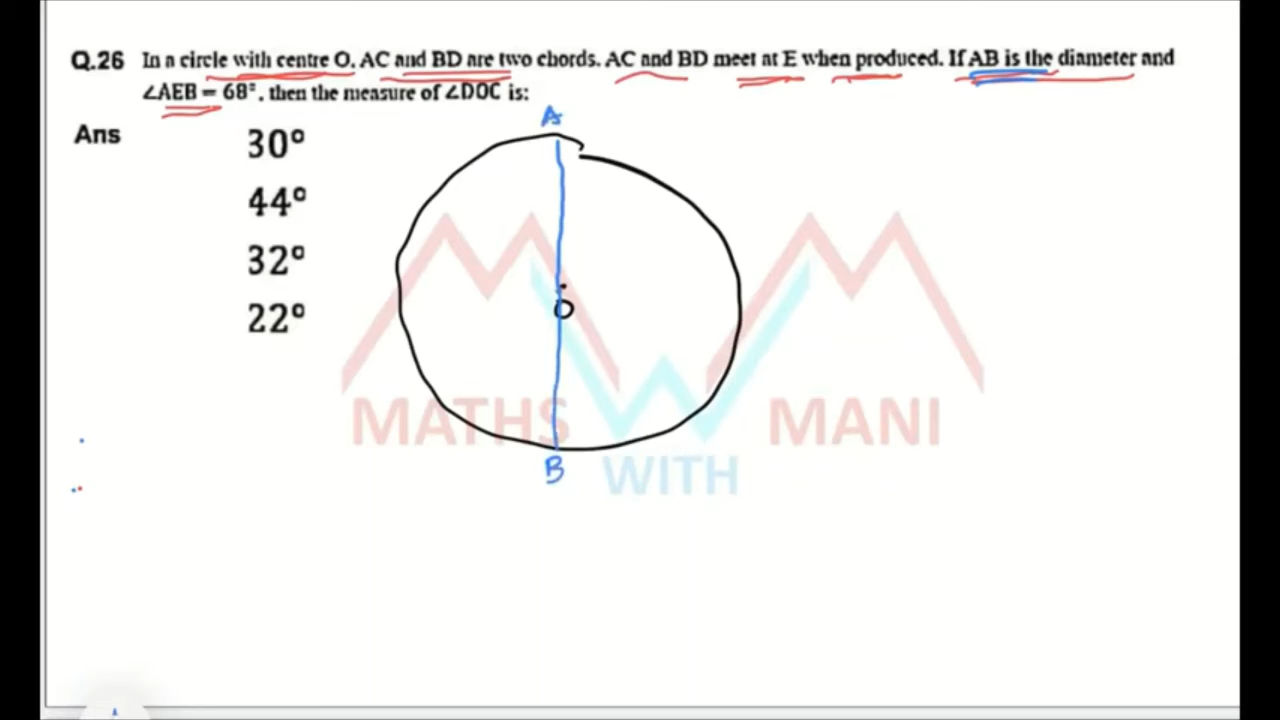 Q.26 In a circle with centre O, AC and BD are two chords. AC and BD meet at E when produced. If AB is the diameter and
∠AEB = 68°, then the measure of ∠DOC is:
Ans
30°
44°
32°
22°
A
O
B
MATHS WITH MANI